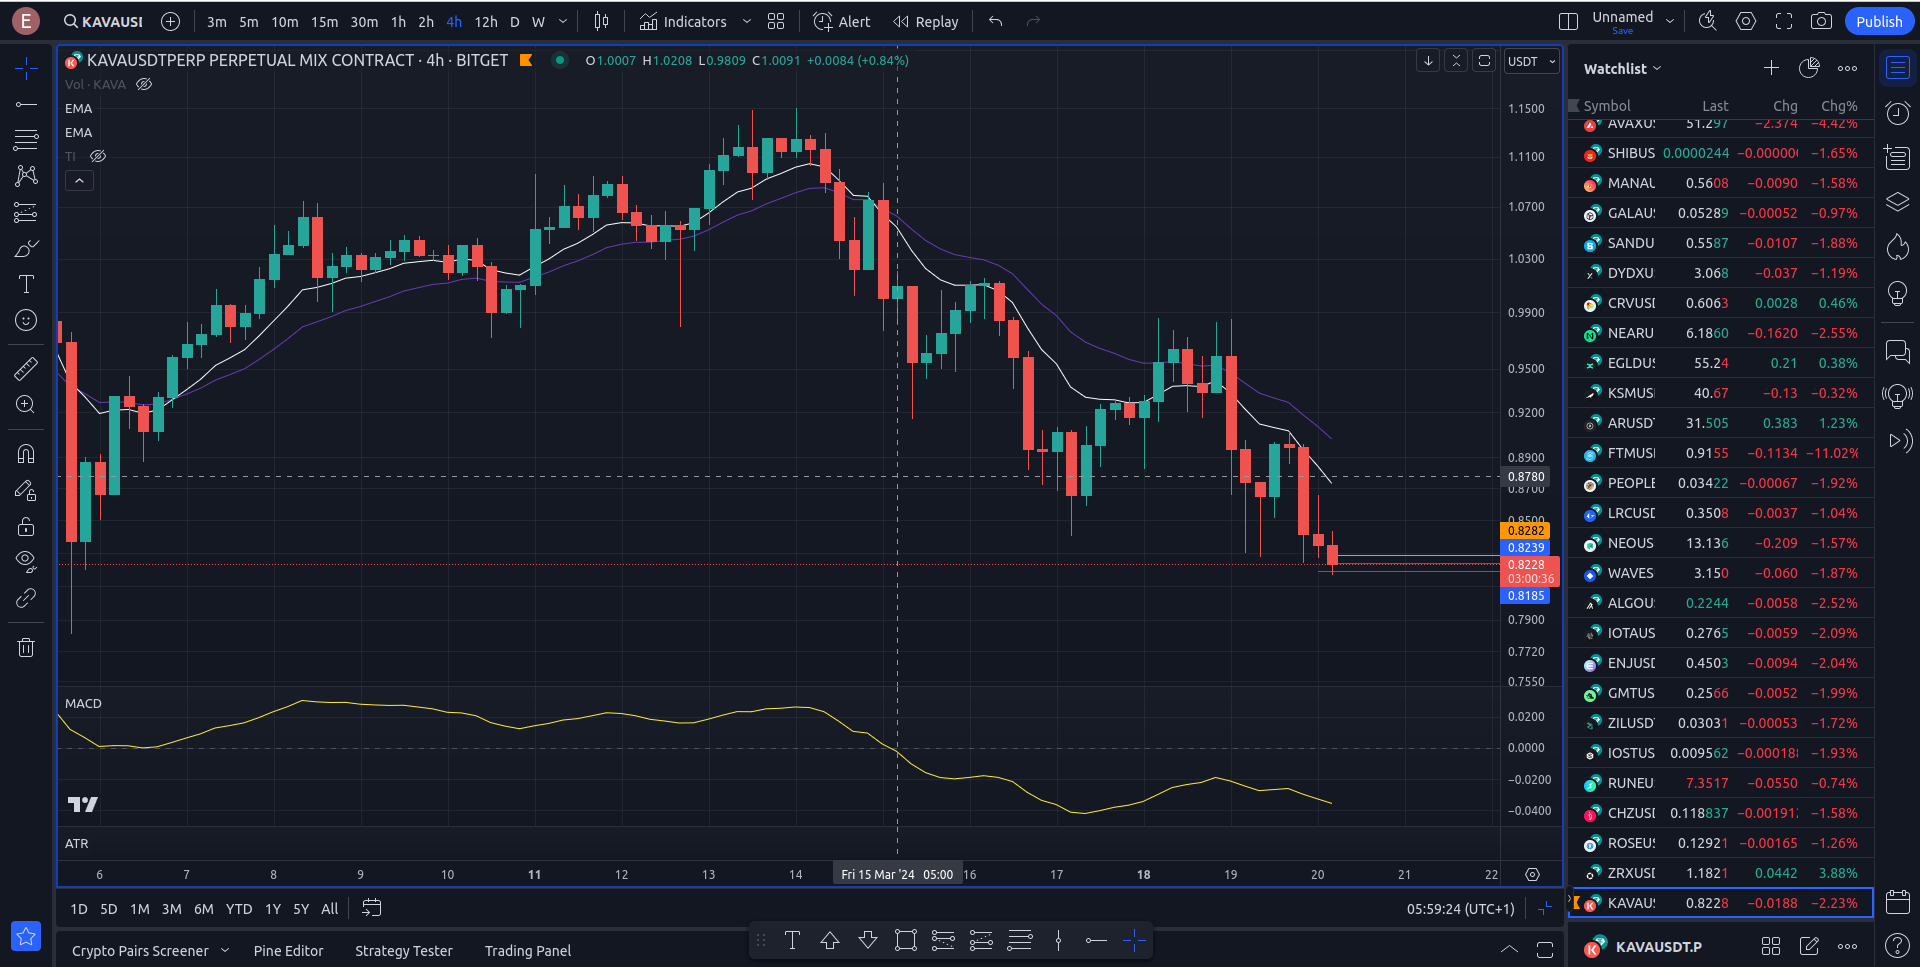 E KAVAUSI 3m 5m 10m 15m 30m 1h 2h 4h 12h D W Indicators Alert Replay Unnamed Save Publish
KAVAUSDTPERP PERPETUAL MIX CONTRACT · 4h · BITGET O1.0007 H1.0208 L0.9809 C1.0091 +0.0084 (+0.84%) USDT
Vol · KAVA
EMA
EMA
TI
1.1500
1.1100
1.0700
1.0300
0.9900
0.9500
0.9200
0.8900
0.8780
0.8700
0.8500
0.8282
0.8239
0.8228
03:00:36
0.8185
0.7900
0.7720
0.7550
MACD
0.0200
0.0000
−0.0200
−0.0400
ATR
6 7 8 9 10 11 12 13 14 Fri 15 Mar '24 05:00 16 17 18 19 20 21 22
1D 5D 1M 3M 6M YTD 1Y 5Y All 05:59:24 (UTC+1)
Crypto Pairs Screener Pine Editor Strategy Tester Trading Panel
Watchlist
Symbol Last Chg Chg%
AVAXU: 51.297 −2.374 −4.42%
SHIBUS 0.0000244 −0.000000 −1.65%
MANAU 0.5608 −0.0090 −1.58%
GALAU: 0.05289 −0.00052 −0.97%
SANDU 0.5587 −0.0107 −1.88%
DYDXU 3.068 −0.037 −1.19%
CRVUSI 0.6063 0.0028 0.46%
NEARU 6.1860 −0.1620 −2.55%
EGLDU: 55.24 0.21 0.38%
KSMUS 40.67 −0.13 −0.32%
ARUSD 31.505 0.383 1.23%
FTMUSI 0.9155 −0.1134 −11.02%
PEOPLE 0.03422 −0.00067 −1.92%
LRCUSI 0.3508 −0.0037 −1.04%
NEOUS 13.136 −0.209 −1.57%
WAVES 3.150 −0.060 −1.87%
ALGOU: 0.2244 −0.0058 −2.52%
IOTAUS 0.2765 −0.0059 −2.09%
ENJUSI 0.4503 −0.0094 −2.04%
GMTUS 0.2566 −0.0052 −1.99%
ZILUSD 0.03031 −0.00053 −1.72%
IOSTUS 0.009562 −0.00018 −1.93%
RUNEU 7.3517 −0.0550 −0.74%
CHZUSI 0.118837 −0.00191 −1.58%
ROSEU 0.12921 −0.00165 −1.26%
ZRXUSI 1.1821 0.0442 3.88%
KAVAU: 0.8228 −0.0188 −2.23%
KAVAUSDT.P